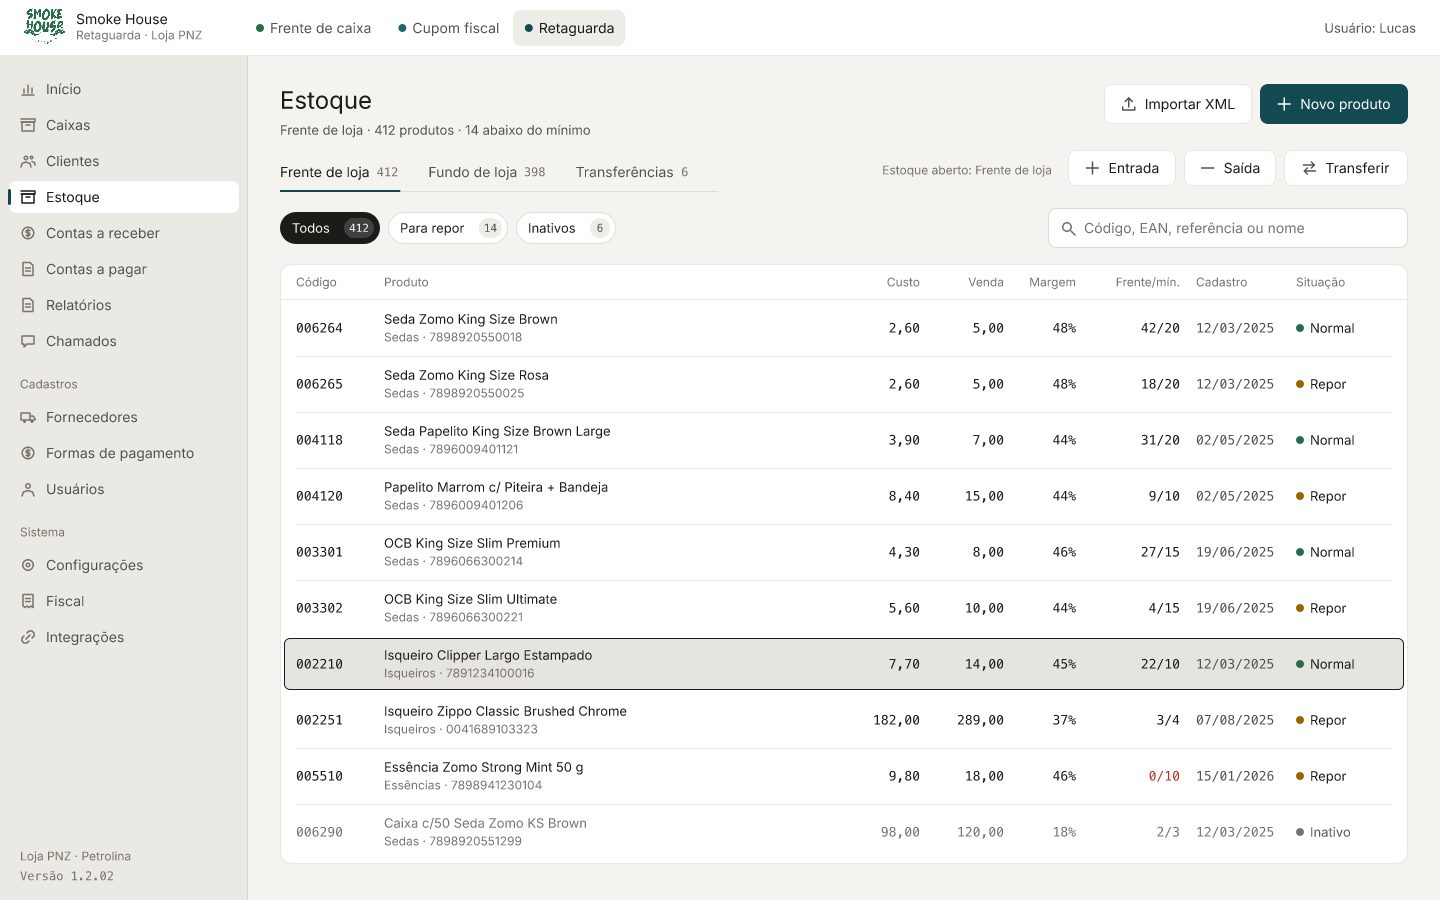 SMOKE HOUSE
Smoke House
Retaguarda · Loja PNZ
Frente de caixa
Cupom fiscal
Retaguarda
Usuário: Lucas
Início
Caixas
Clientes
Estoque
Contas a receber
Contas a pagar
Relatórios
Chamados
Cadastros
Fornecedores
Formas de pagamento
Usuários
Sistema
Configurações
Fiscal
Integrações
Loja PNZ · Petrolina
Versão 1.2.02
Estoque
Frente de loja · 412 produtos · 14 abaixo do mínimo
Importar XML
Novo produto
Frente de loja 412
Fundo de loja 398
Transferências 6
Estoque aberto: Frente de loja
Entrada
Saída
Transferir
Todos 412
Para repor 14
Inativos 6
Código, EAN, referência ou nome
Código Produto Custo Venda Margem Frente/mín. Cadastro Situação
006264 Seda Zomo King Size Brown 2,60 5,00 48% 42/20 12/03/2025 Normal
Sedas · 7898920550018
006265 Seda Zomo King Size Rosa 2,60 5,00 48% 18/20 12/03/2025 Repor
Sedas · 7898920550025
004118 Seda Papelito King Size Brown Large 3,90 7,00 44% 31/20 02/05/2025 Normal
Sedas · 7896009401121
004120 Papelito Marrom c/ Piteira + Bandeja 8,40 15,00 44% 9/10 02/05/2025 Repor
Sedas · 7896009401206
003301 OCB King Size Slim Premium 4,30 8,00 46% 27/15 19/06/2025 Normal
Sedas · 7896066300214
003302 OCB King Size Slim Ultimate 5,60 10,00 44% 4/15 19/06/2025 Repor
Sedas · 7896066300221
002210 Isqueiro Clipper Largo Estampado 7,70 14,00 45% 22/10 12/03/2025 Normal
Isqueiros · 7891234100016
002251 Isqueiro Zippo Classic Brushed Chrome 182,00 289,00 37% 3/4 07/08/2025 Repor
Isqueiros · 0041689103323
005510 Essência Zomo Strong Mint 50 g 9,80 18,00 46% 0/10 15/01/2026 Repor
Essências · 7898941230104
006290 Caixa c/50 Seda Zomo KS Brown 98,00 120,00 18% 2/3 12/03/2025 Inativo
Sedas · 7898920551299